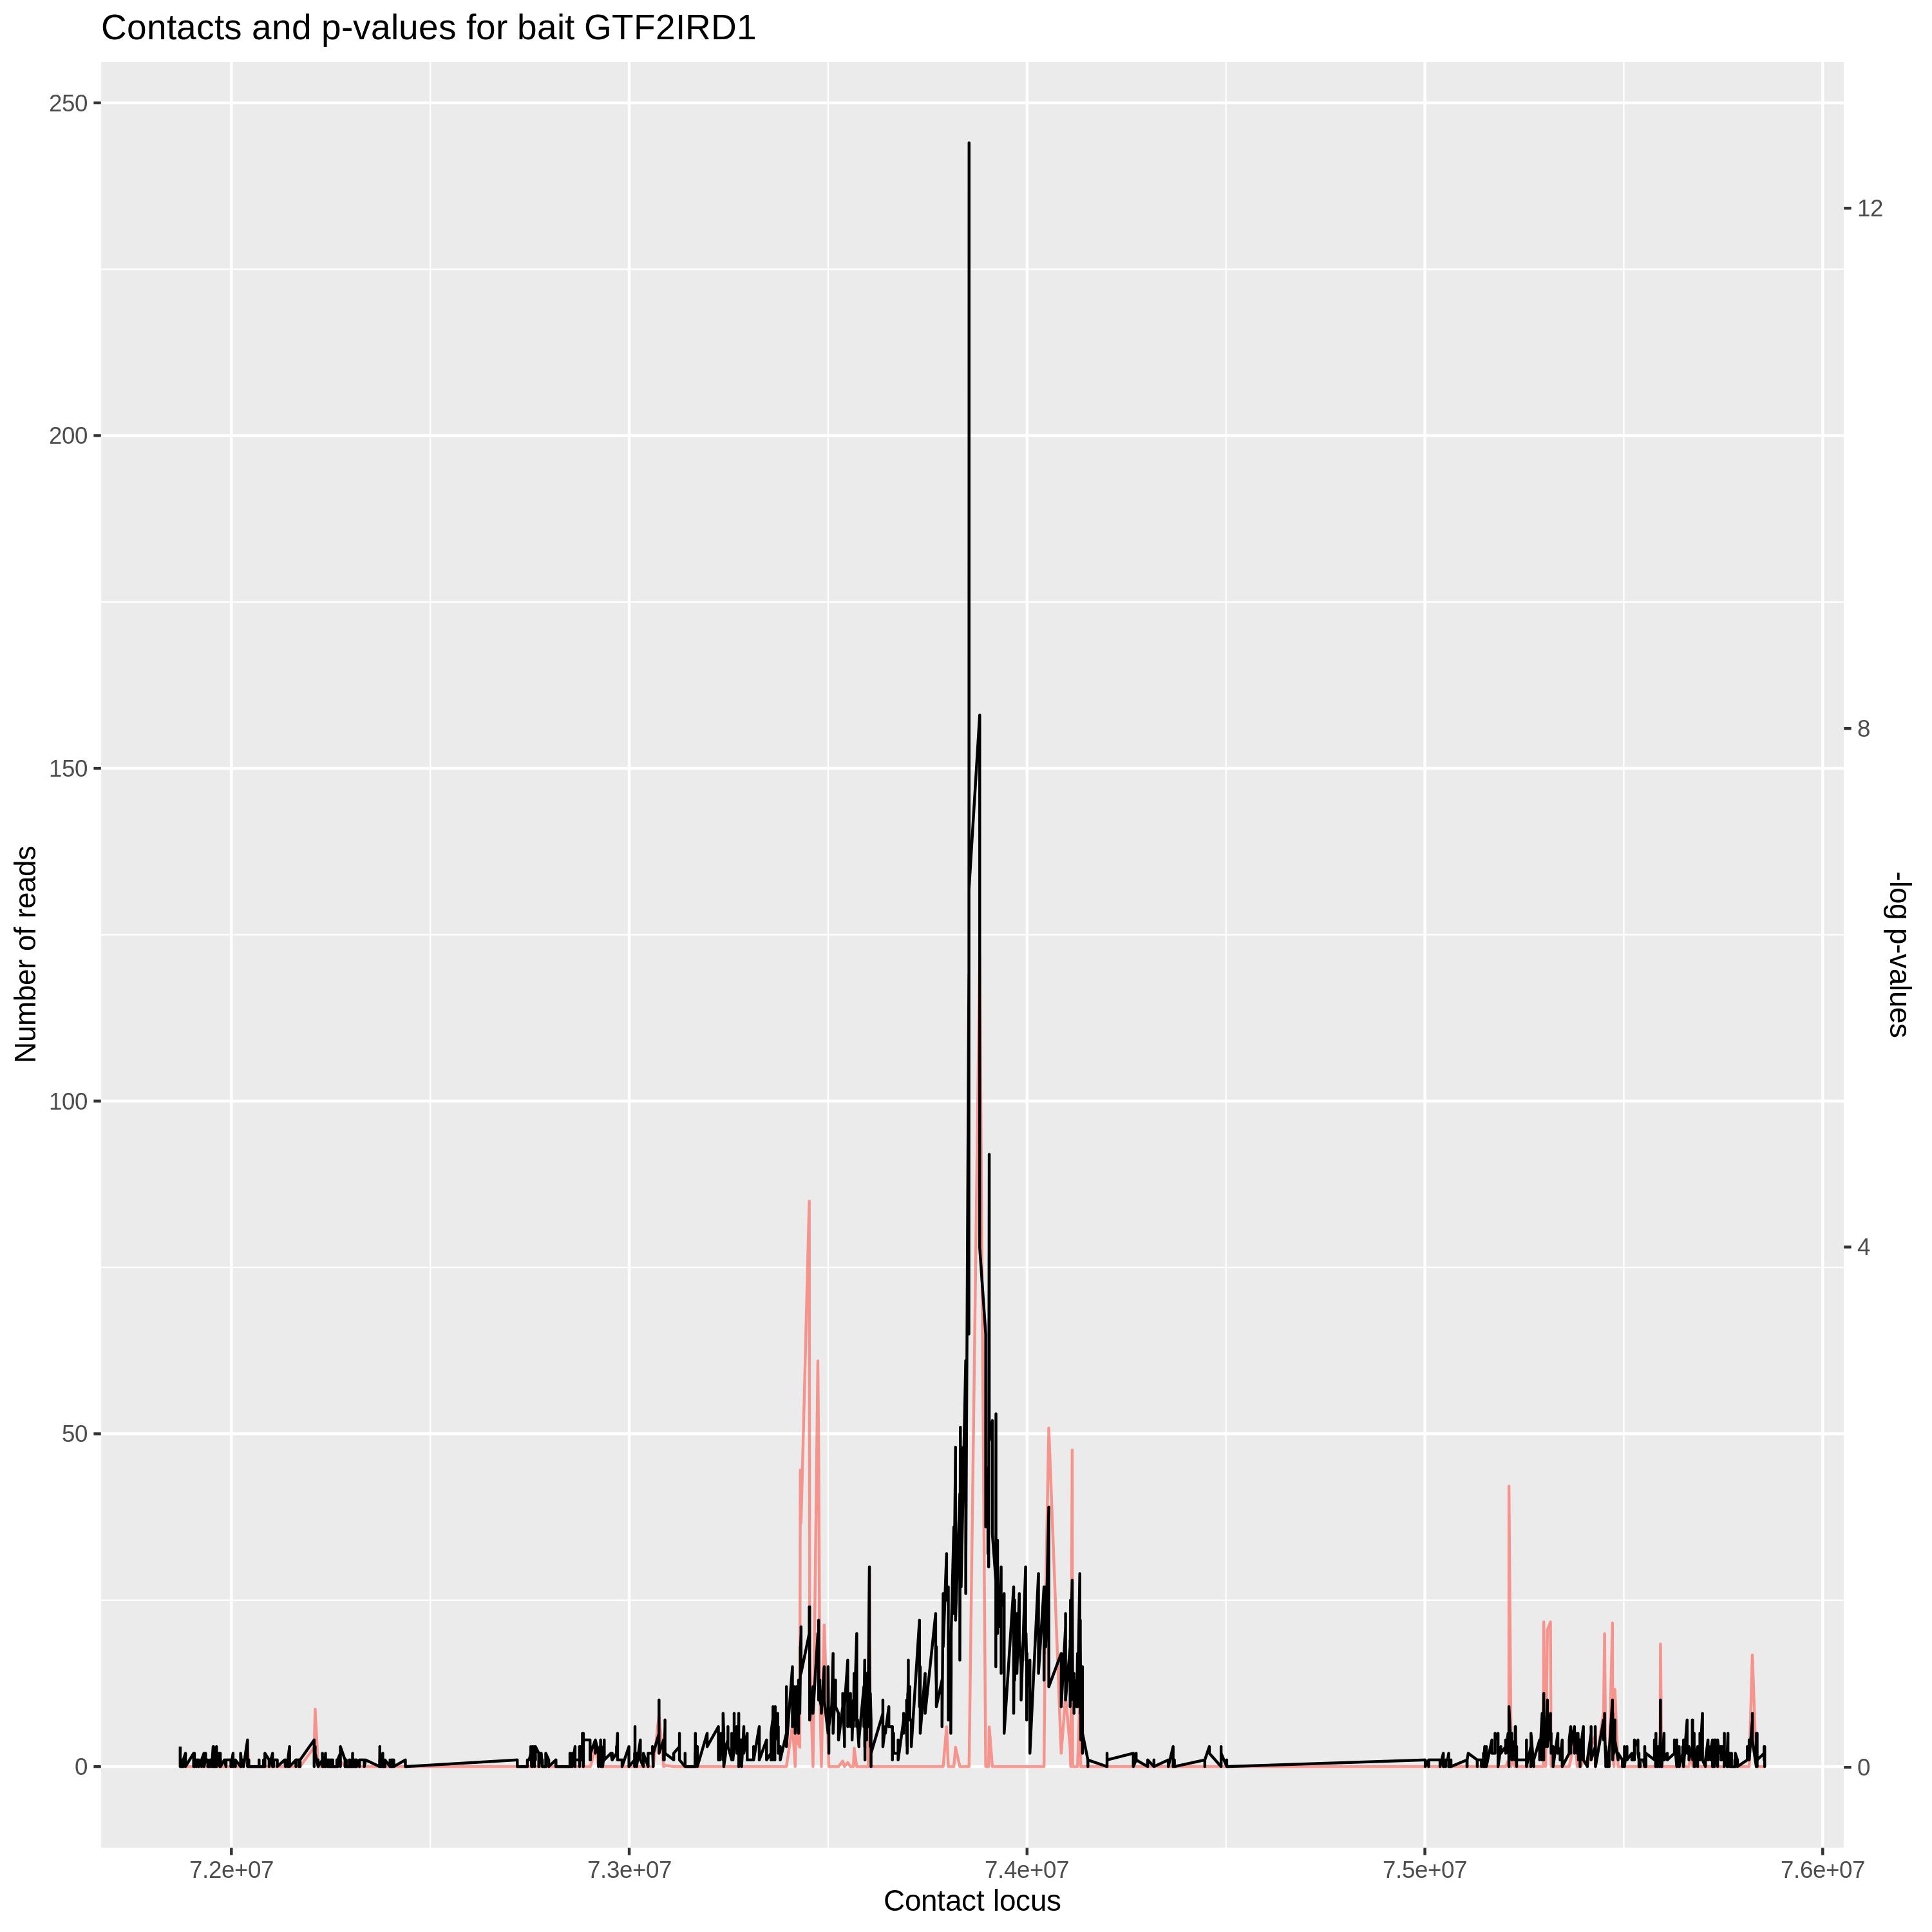 Contacts and p-values for bait GTF2IRD1
250
200
150
100
50
0
Number of reads
12
8
4
0
-log p-values
7.2e+07
7.3e+07
7.4e+07
7.5e+07
7.6e+07
Contact locus